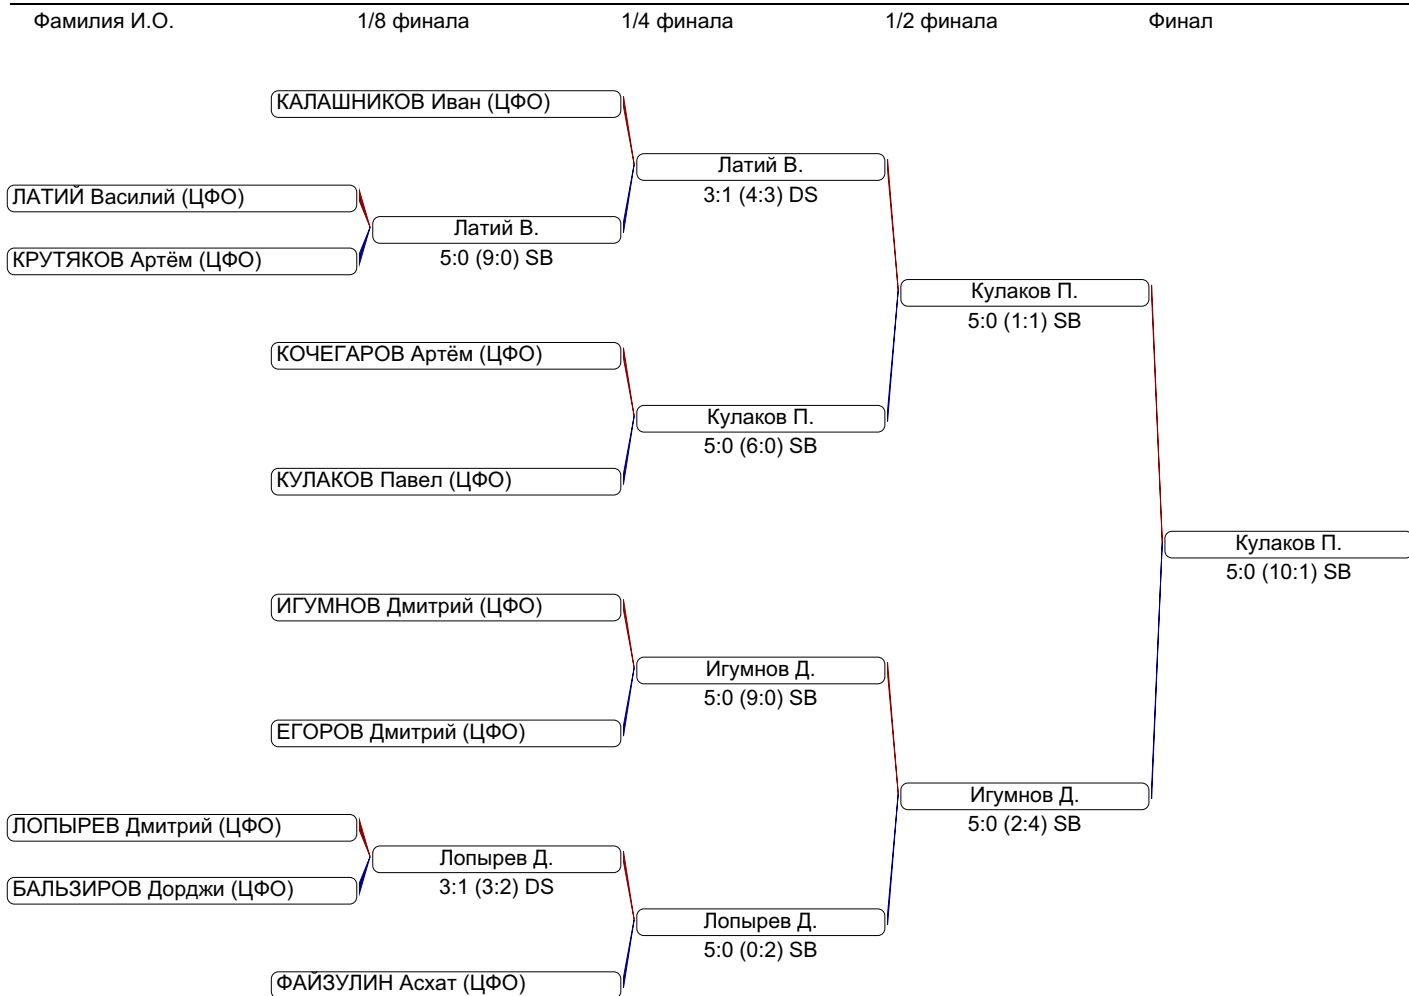 Фамилия И.О. 1/8 финала 1/4 финала 1/2 финала Финал
КАЛАШНИКОВ Иван (ЦФО)
Латий В.
3:1 (4:3) DS
ЛАТИЙ Василий (ЦФО)
Латий В.
5:0 (9:0) SB
КРУТЯКОВ Артём (ЦФО)
Кулаков П.
5:0 (1:1) SB
КОЧЕГАРОВ Артём (ЦФО)
Кулаков П.
5:0 (6:0) SB
КУЛАКОВ Павел (ЦФО)
Кулаков П.
5:0 (10:1) SB
ИГУМНОВ Дмитрий (ЦФО)
Игумнов Д.
5:0 (9:0) SB
ЕГОРОВ Дмитрий (ЦФО)
Игумнов Д.
5:0 (2:4) SB
ЛОПЫРЕВ Дмитрий (ЦФО)
Лопырев Д.
3:1 (3:2) DS
БАЛЬЗИРОВ Дорджи (ЦФО)
Лопырев Д.
5:0 (0:2) SB
ФАЙЗУЛИН Асхат (ЦФО)